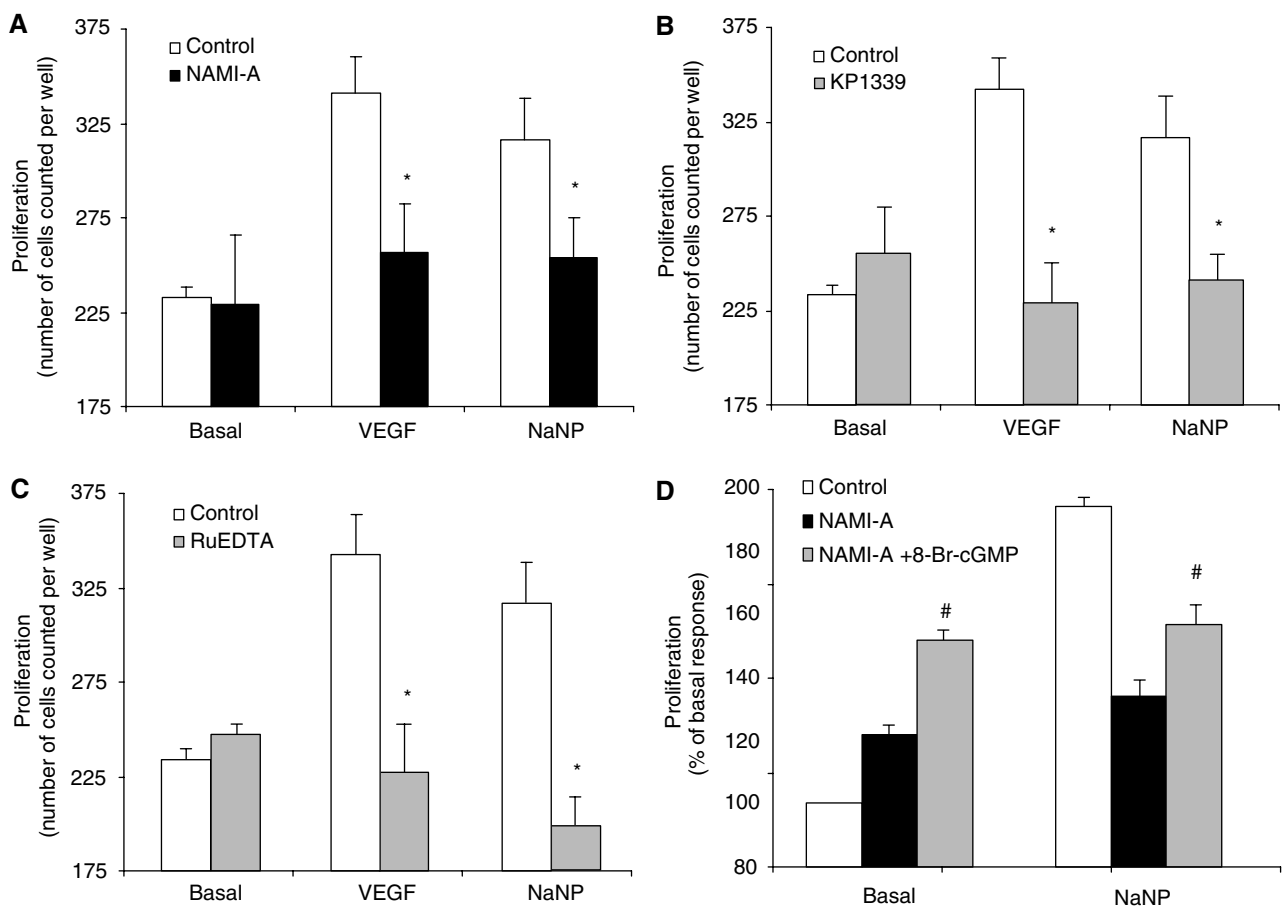 A
Control
NAMI-A
Proliferation
(number of cells counted per well)
375
325
275
225
175
*
*
Basal
VEGF
NaNP
B
Control
KP1339
Proliferation
(number of cells counted per well)
375
325
275
225
175
*
*
Basal
VEGF
NaNP
C
Control
RuEDTA
Proliferation
(number of cells counted per well)
375
325
275
225
175
*
*
Basal
VEGF
NaNP
D
Control
NAMI-A
NAMI-A +8-Br-cGMP
Proliferation
(% of basal response)
200
180
160
140
120
100
80
#
#
Basal
NaNP